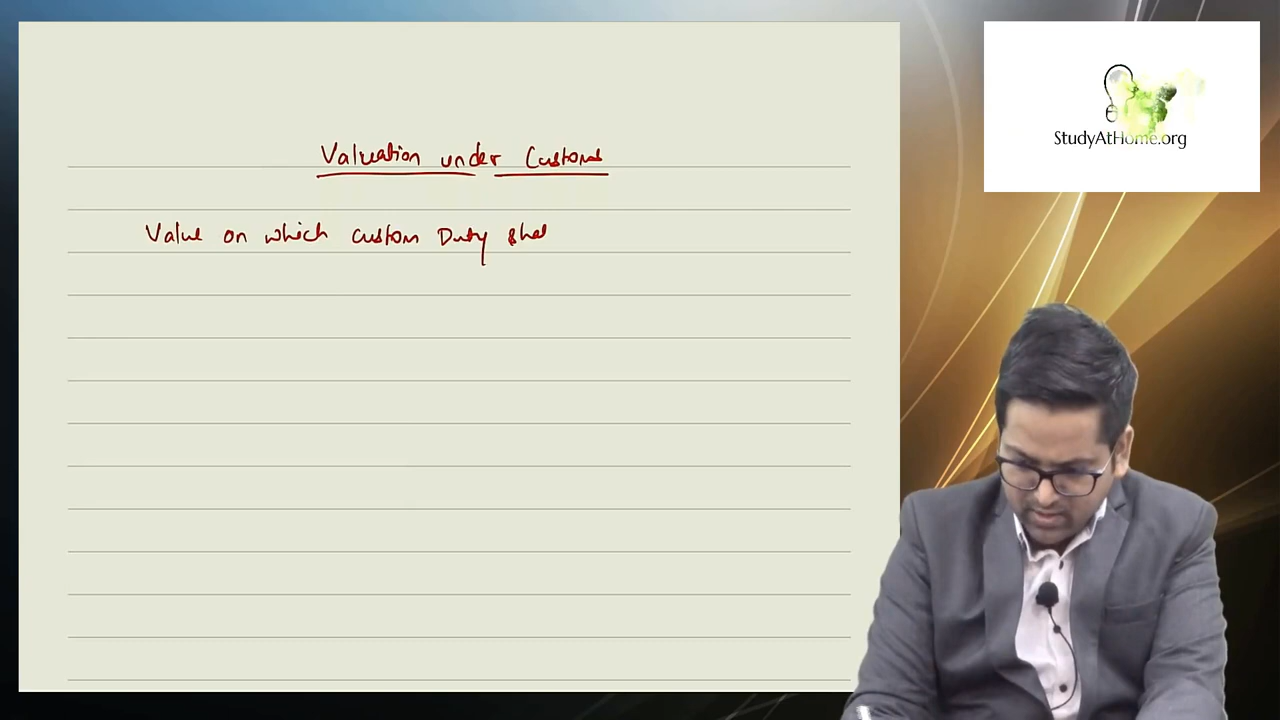 Valuation under Customs
Value on which custom Duty shal
StudyAtHome.org